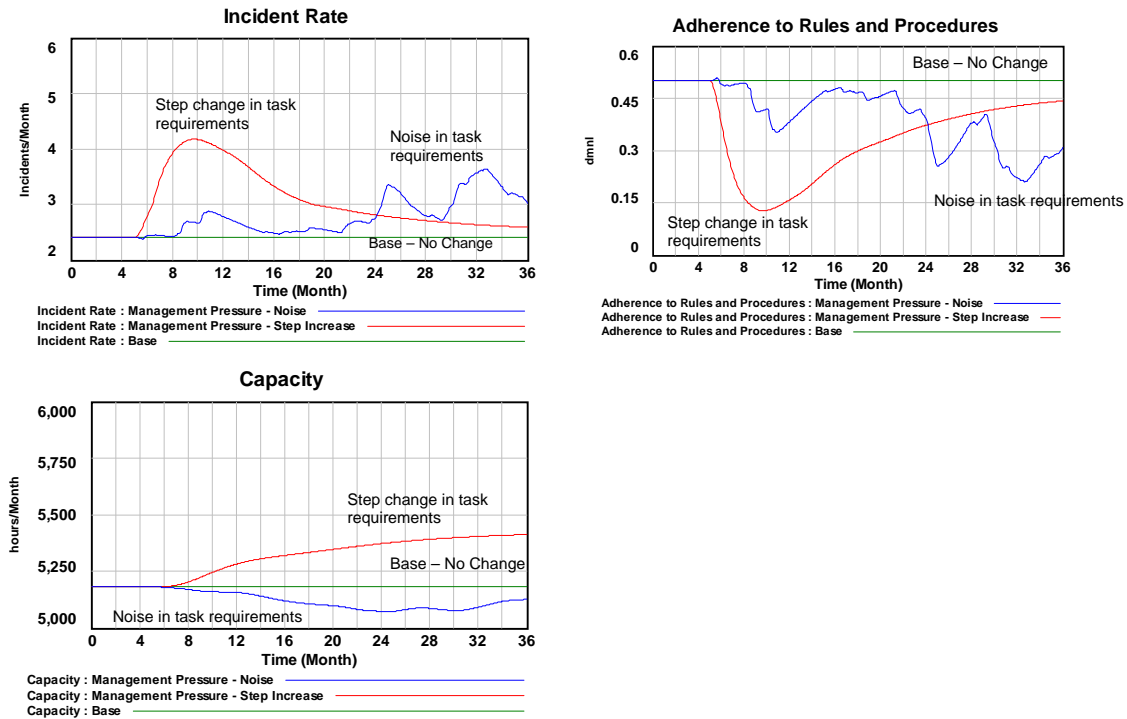 Incident Rate
6
5
4
3
2
Incidents/Month
Step change in task
requirements
Noise in task
requirements
Base – No Change
0 4 8 12 16 20 24 28 32 36
Time (Month)
Incident Rate : Management Pressure - Noise
Incident Rate : Management Pressure - Step Increase
Incident Rate : Base
Adherence to Rules and Procedures
0.6
0.45
0.3
0.15
0
dmnl
Base – No Change
Noise in task requirements
Step change in task
requirements
0 4 8 12 16 20 24 28 32 36
Time (Month)
Adherence to Rules and Procedures : Management Pressure - Noise
Adherence to Rules and Procedures : Management Pressure - Step Increase
Adherence to Rules and Procedures : Base
Capacity
6,000
5,750
5,500
5,250
5,000
hours/Month
Step change in task
requirements
Base – No Change
Noise in task requirements
0 4 8 12 16 20 24 28 32 36
Time (Month)
Capacity : Management Pressure - Noise
Capacity : Management Pressure - Step Increase
Capacity : Base